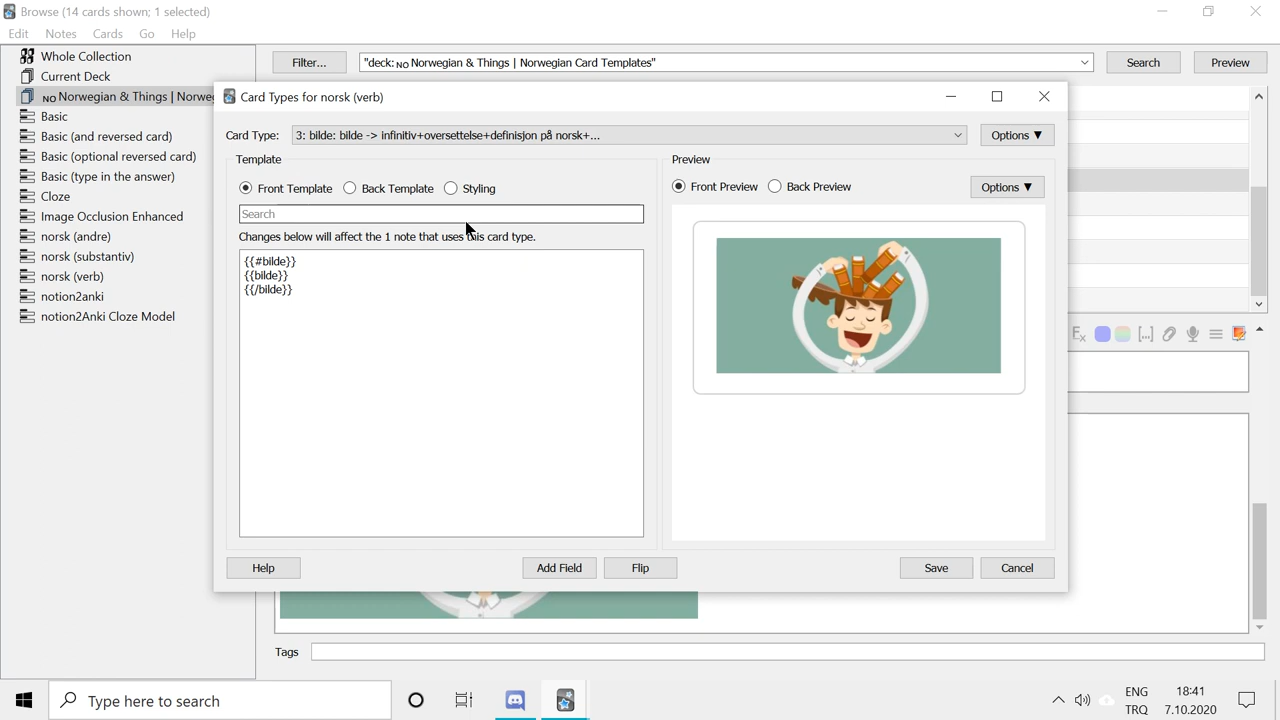 Browse (14 cards shown; 1 selected)
Edit Notes Cards Go Help
Whole Collection
Current Deck
NO Norwegian & Things | Norwe
Basic
Basic (and reversed card)
Basic (optional reversed card)
Basic (type in the answer)
Cloze
Image Occlusion Enhanced
norsk (andre)
norsk (substantiv)
norsk (verb)
notion2anki
notion2Anki Cloze Model
Filter... "deck:NO Norwegian & Things | Norwegian Card Templates" Search Preview
Card Types for norsk (verb)
Card Type: 3: bilde: bilde -> infinitiv+oversettelse+definisjon på norsk+... Options ▼
Template
Front Template Back Template Styling
Search
Changes below will affect the 1 note that uses this card type.
{{#bilde}}
{{bilde}}
{{/bilde}}
Preview
Front Preview Back Preview Options ▼
Help Add Field Flip Save Cancel
Tags
Type here to search
ENG
TRQ
18:41
7.10.2020